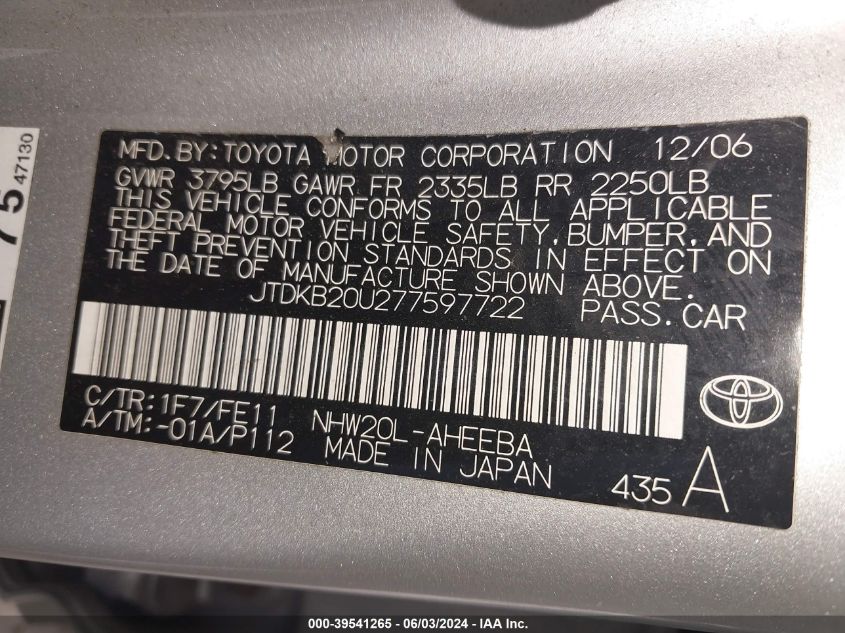 75
47130
MFD.BY:TOYOTA MOTOR CORPORATION 12/06
GVWR 3795LB GAWR FR 2335LB RR 2250LB
THIS VEHICLE CONFORMS TO ALL APPLICABLE
FEDERAL MOTOR VEHICLE SAFETY,BUMPER,AND
THEFT PREVENTION STANDARDS IN EFFECT ON
THE DATE OF MANUFACTURE SHOWN ABOVE.
JTDKB20U277597722 PASS.CAR
C/TR:1F7/FE11 NHW20L-AHEEBA
A/TM:-01A/P112 MADE IN JAPAN
435 A
000-39541265 - 06/03/2024 - IAA Inc.